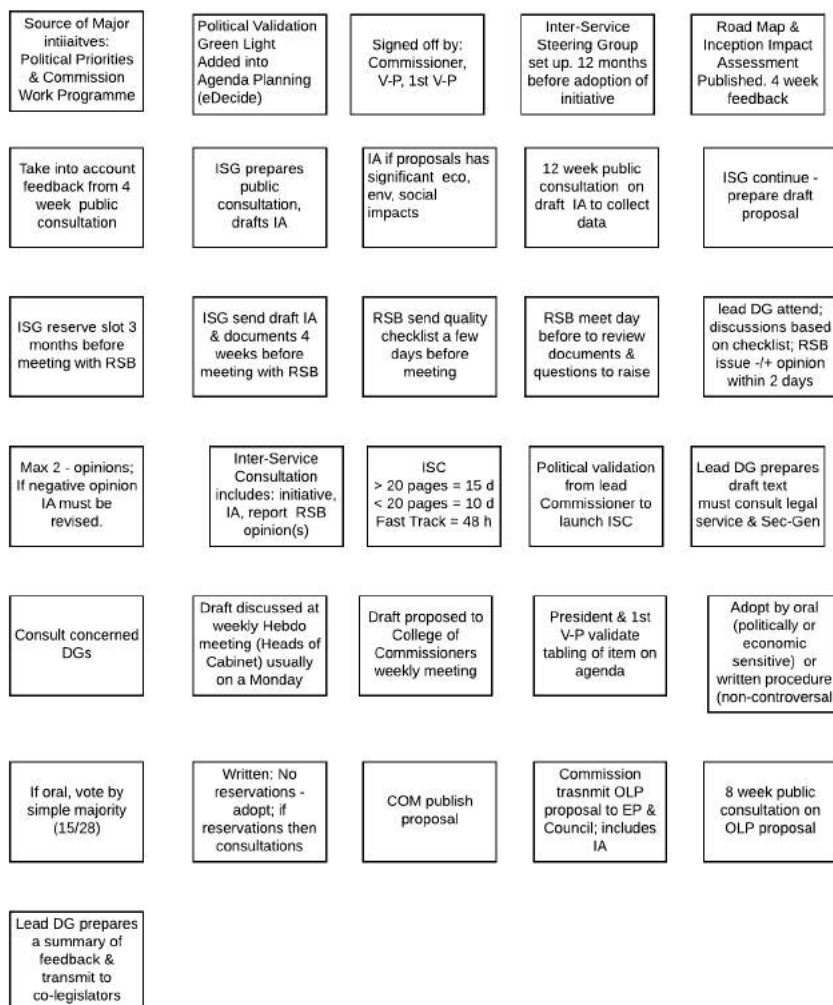 Source of Major
intiiaitves:
Political Priorities
& Commission
Work Programme
Political Validation
Green Light
Added into
Agenda Planning
(eDecide)
Signed off by:
Commissioner,
V-P, 1st V-P
Inter-Service
Steering Group
set up. 12 months
before adoption of
initiative
Road Map &
Inception Impact
Assessment
Published. 4 week
feedback
Take into account
feedback from 4
week public
consultation
ISG prepares
public
consultation,
drafts IA
IA if proposals has
significant eco,
env, social
impacts
12 week public
consultation on
draft IA to collect
data
ISG continue -
prepare draft
proposal
ISG reserve slot 3
months before
meeting with RSB
ISG send draft IA
& documents 4
weeks before
meeting with RSB
RSB send quality
checklist a few
days before
meeting
RSB meet day
before to review
documents &
questions to raise
lead DG attend;
discussions based
on checklist; RSB
issue -/+ opinion
within 2 days
Max 2 - opinions;
If negative opinion
IA must be
revised.
Inter-Service
Consultation
includes: initiative,
IA, report RSB
opinion(s)
ISC
> 20 pages = 15 d
< 20 pages = 10 d
Fast Track = 48 h
Political validation
from lead
Commissioner to
launch ISC
Lead DG prepares
draft text
must consult legal
service & Sec-Gen
Consult concerned
DGs
Draft discussed at
weekly Hebdo
meeting (Heads of
Cabinet) usually
on a Monday
Draft proposed to
College of
Commissioners
weekly meeting
President & 1st
V-P validate
tabling of item on
agenda
Adopt by oral
(politically or
economic
sensitive) or
written procedure
(non-controversal
If oral, vote by
simple majority
(15/28)
Written: No
reservations -
adopt; if
reservations then
consultations
COM publish
proposal
Commission
trasnmit OLP
proposal to EP &
Council; includes
IA
8 week public
consultation on
OLP proposal
Lead DG prepares
a summary of
feedback &
transmit to
co-legislators